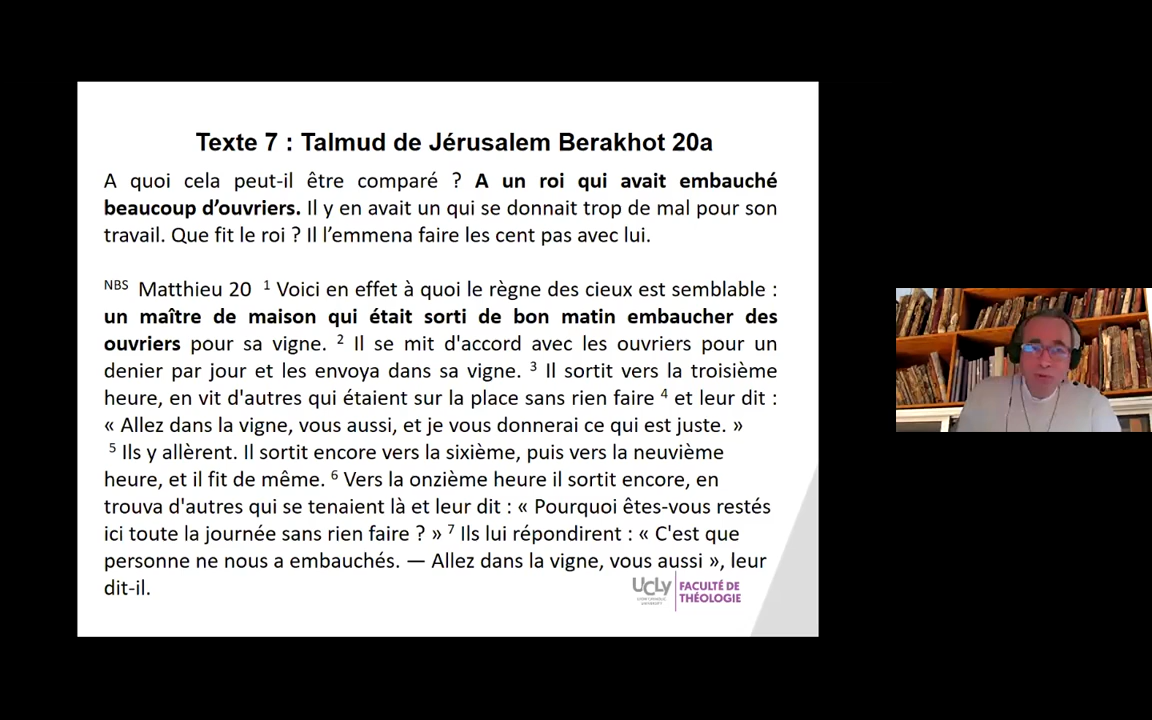 Texte 7 : Talmud de Jérusalem Berakhot 20a
A quoi cela peut-il être comparé ? A un roi qui avait embauché
beaucoup d’ouvriers. Il y en avait un qui se donnait trop de mal pour son
travail. Que fit le roi ? Il l’emmena faire les cent pas avec lui.
NBS Matthieu 20 1 Voici en effet à quoi le règne des cieux est semblable :
un maître de maison qui était sorti de bon matin embaucher des
ouvriers pour sa vigne. 2 Il se mit d'accord avec les ouvriers pour un
denier par jour et les envoya dans sa vigne. 3 Il sortit vers la troisième
heure, en vit d'autres qui étaient sur la place sans rien faire 4 et leur dit :
« Allez dans la vigne, vous aussi, et je vous donnerai ce qui est juste. »
5 Ils y allèrent. Il sortit encore vers la sixième, puis vers la neuvième
heure, et il fit de même. 6 Vers la onzième heure il sortit encore, en
trouva d'autres qui se tenaient là et leur dit : « Pourquoi êtes-vous restés
ici toute la journée sans rien faire ? » 7 Ils lui répondirent : « C'est que
personne ne nous a embauchés. — Allez dans la vigne, vous aussi », leur
dit-il.
UCLy
FACULTÉ DE
THÉOLOGIE